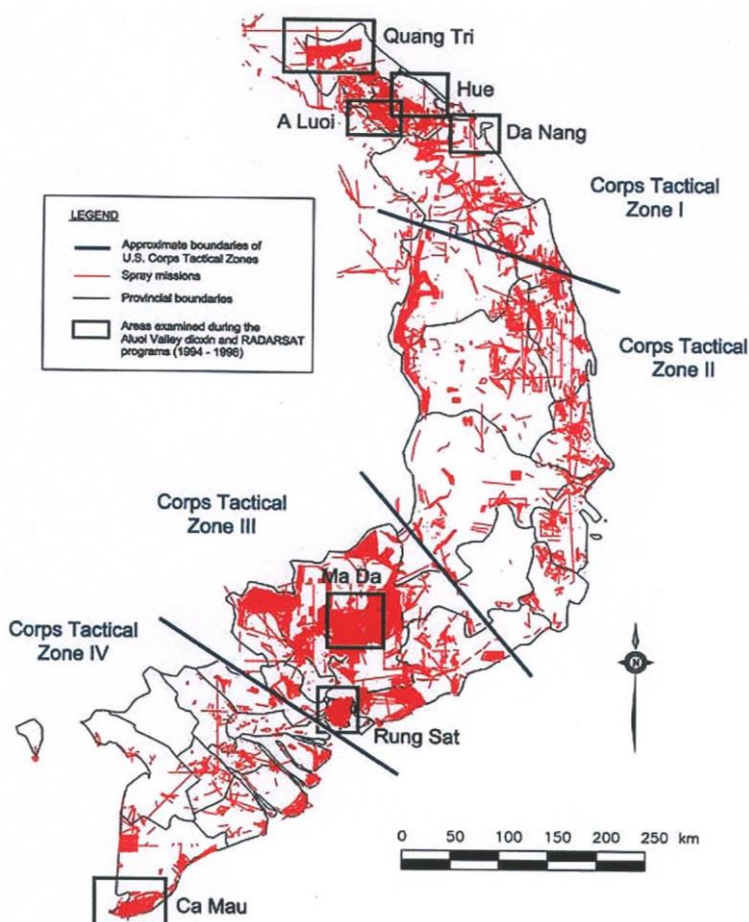 Quang Tri
Hue
A Luoi
Da Nang
Corps Tactical
Zone I
LEGEND
Approximate boundaries of
U.S. Corps Tactical Zones
Spray missions
Provincial boundaries
Areas examined during the
Aluoi Valley dioxin and RADARSAT
programs (1994 - 1996)
Corps Tactical
Zone II
Corps Tactical
Zone III
Ma Da
Corps Tactical
Zone IV
N
Rung Sat
0 50 100 150 200 250 km
Ca Mau